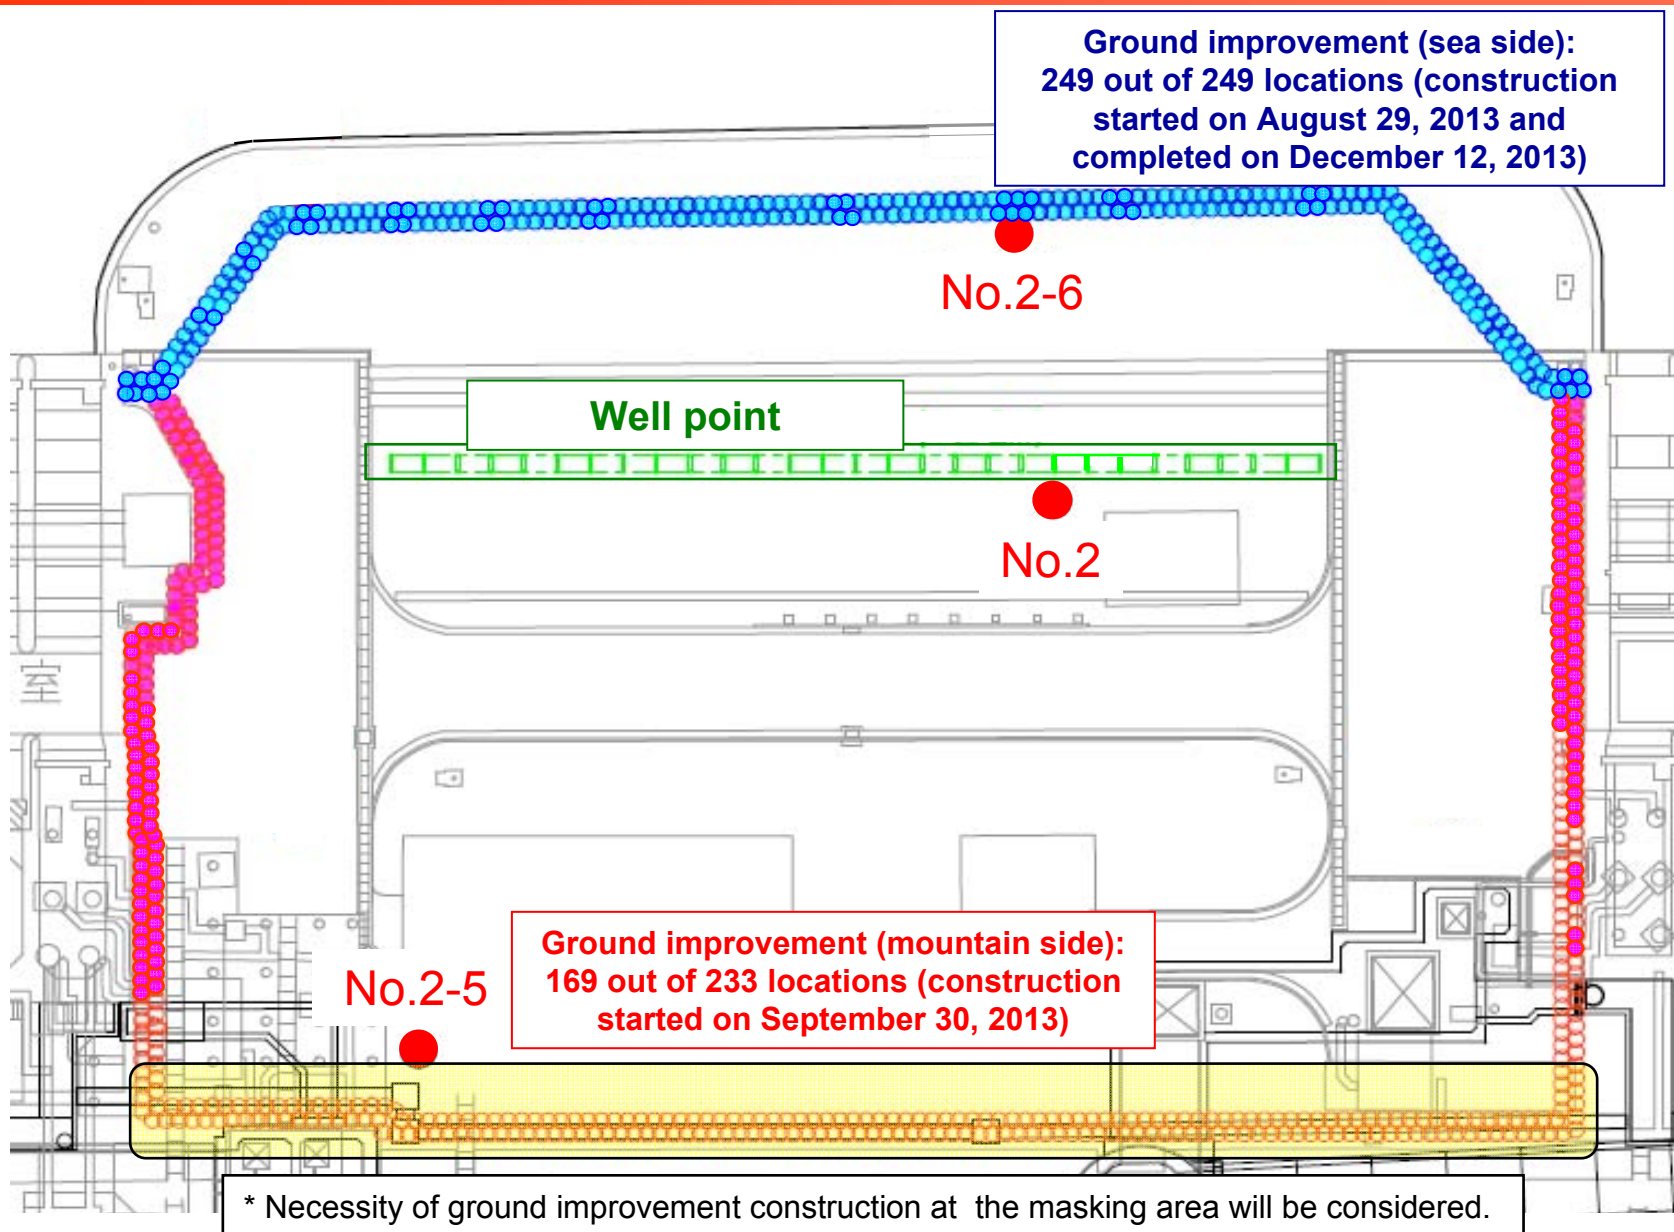 Ground improvement (sea side):
249 out of 249 locations (construction
started on August 29, 2013 and
completed on December 12, 2013)
No.2-6
Well point
No.2
室
Ground improvement (mountain side):
169 out of 233 locations (construction
started on September 30, 2013)
No.2-5
* Necessity of ground improvement construction at  the masking area will be considered.